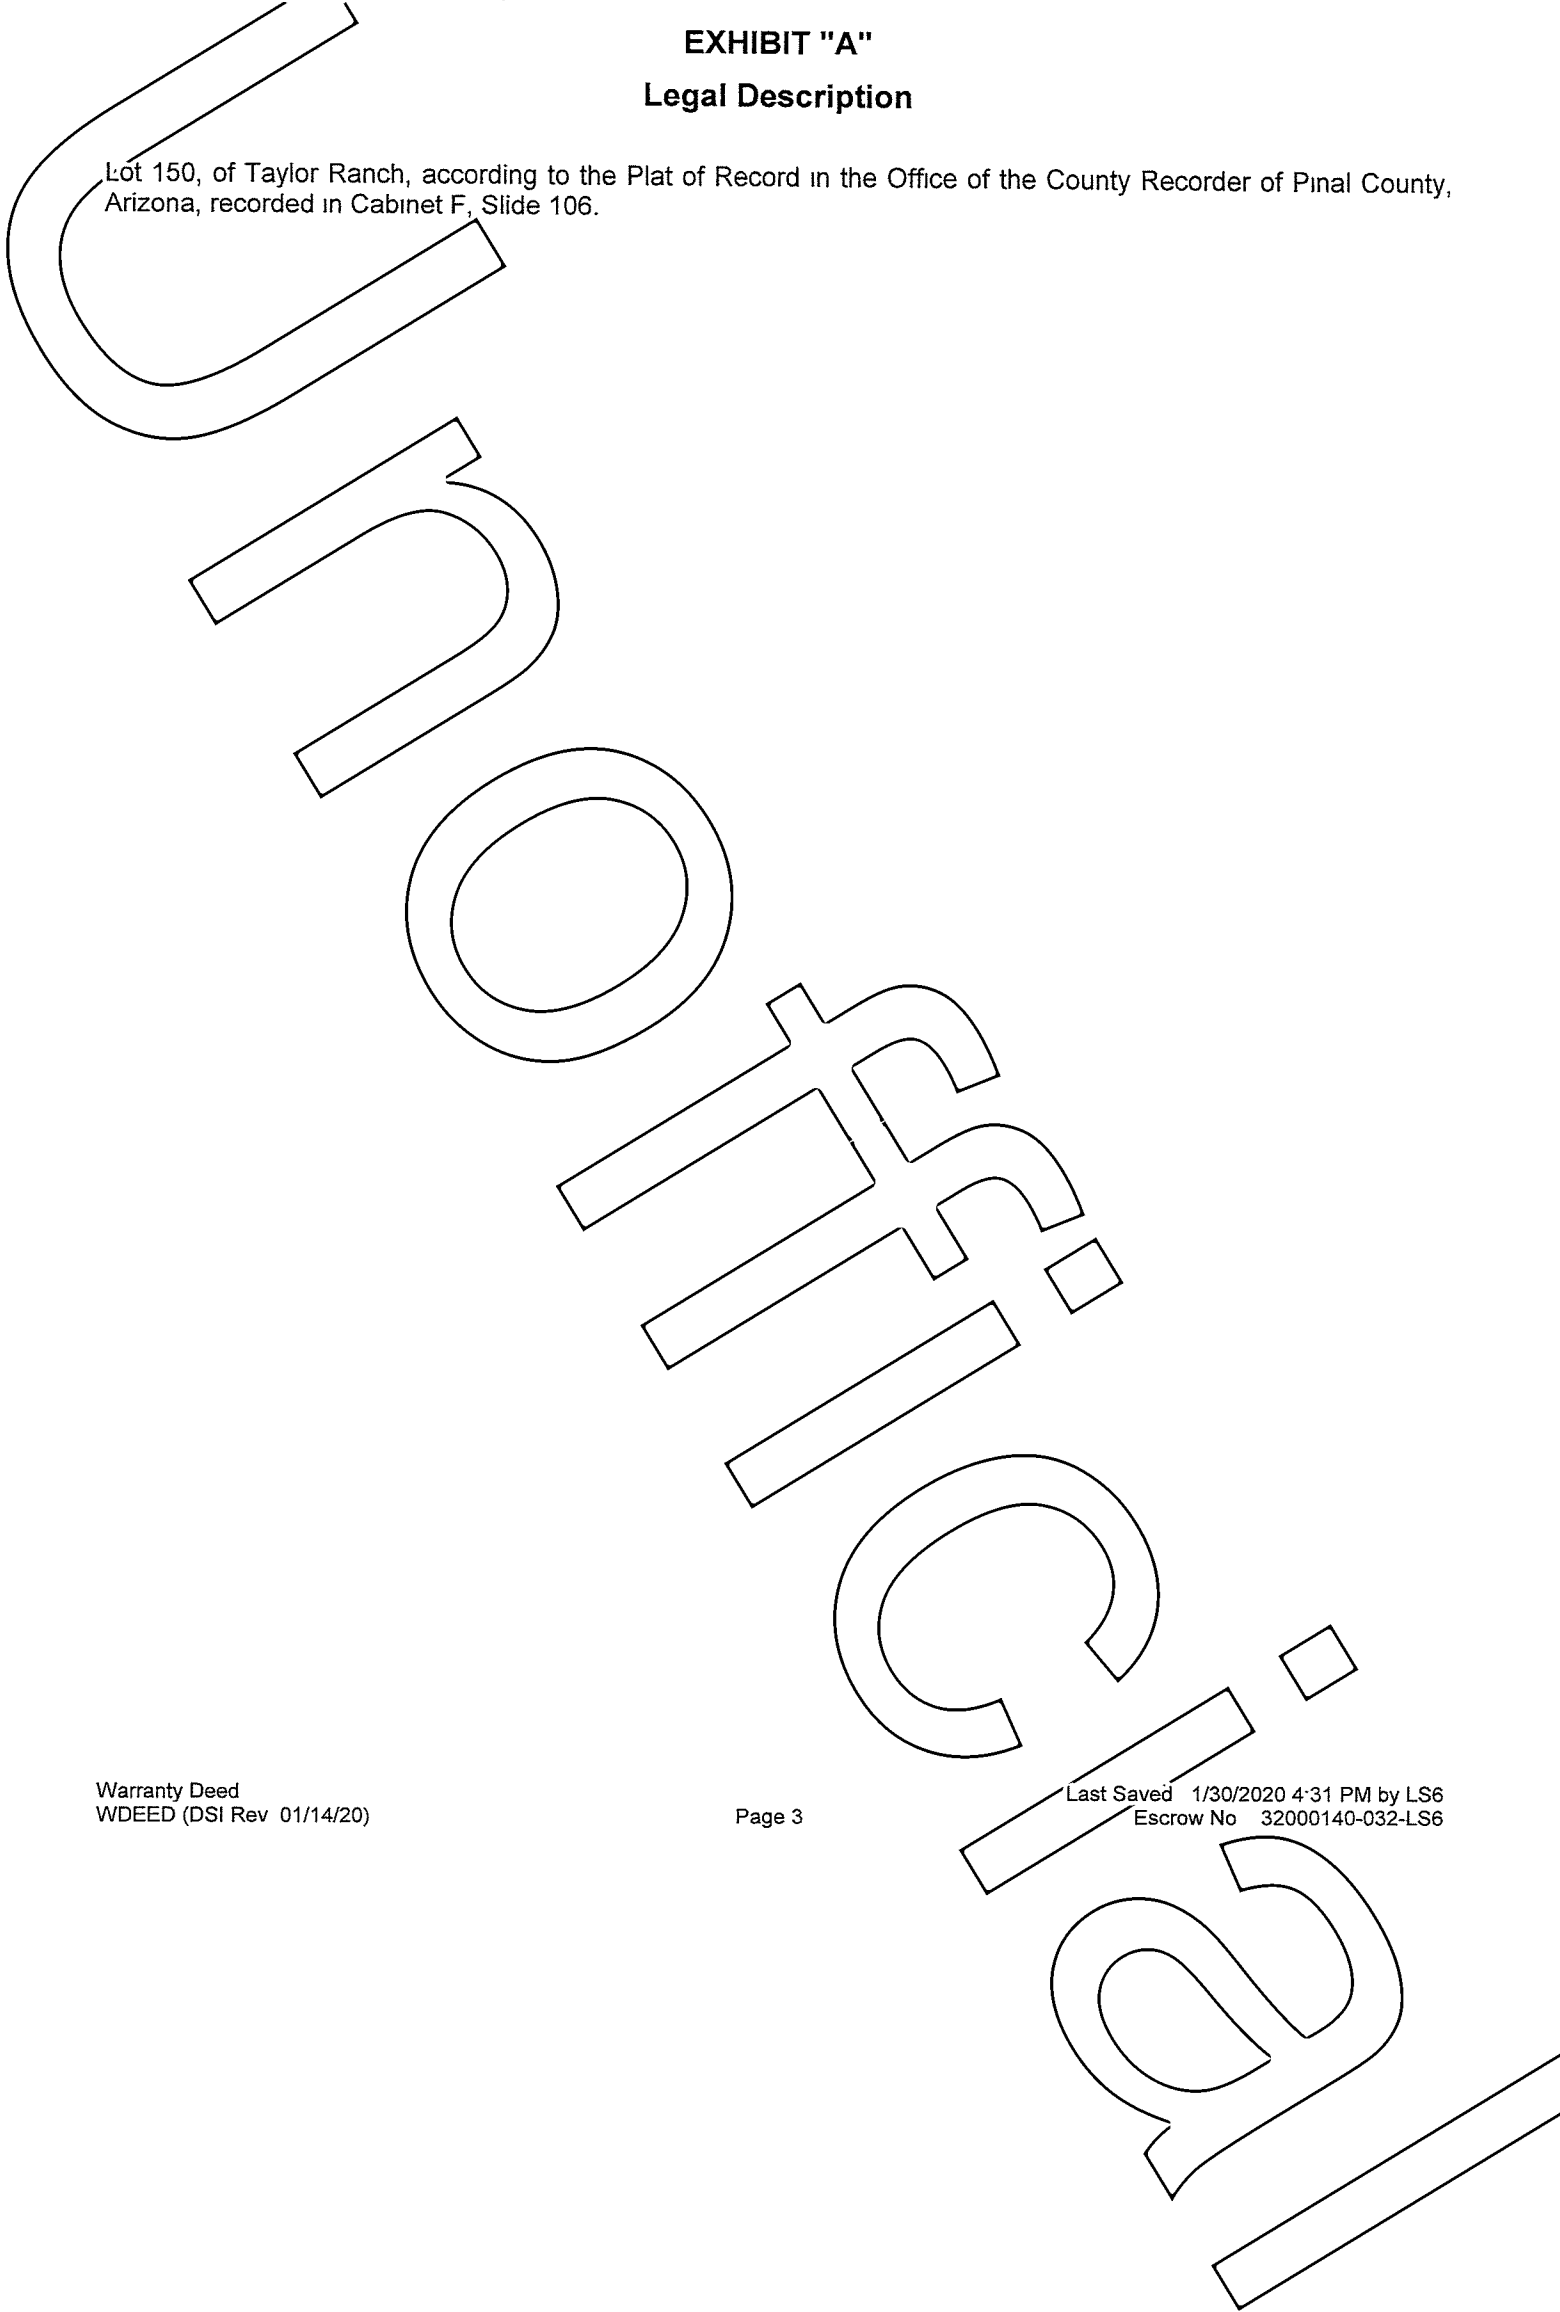 EXHIBIT "A"
Legal Description
Lot 150, of Taylor Ranch, according to the Plat of Record in the Office of the County Recorder of Pinal County,
Arizona, recorded in Cabinet F, Slide 106.
Unofficial
Warranty Deed
WDEED (DSI Rev 01/14/20)
Page 3
Last Saved 1/30/2020 4:31 PM by LS6
Escrow No 32000140-032-LS6